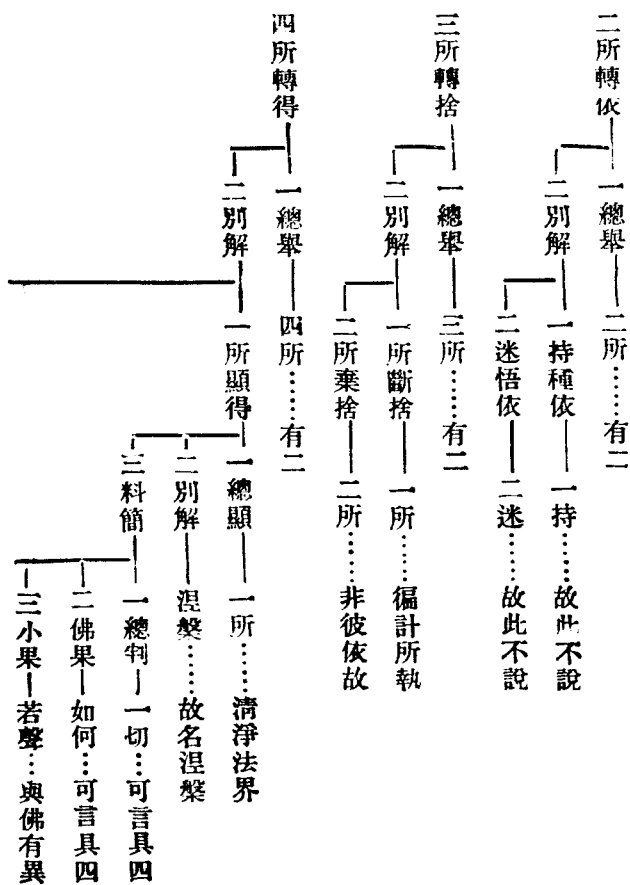 二所轉依
一總舉
二所……有二
二別解
一持種依
一持……故此不說
二迷悟依
二迷……故此不說
三所轉捨
一總舉
三所……有二
二別解
一所斷捨
一所……徧計所執
二所棄捨
二所……非彼依故
四所轉得
一總舉
四所……有二
二別解
一所顯得
一總顯
一所……清淨法界
二別解
涅槃……故名涅槃
三料簡
一總判
一切…可言具四
二佛果
如何…可言具四
三小果
若聲…與佛有異